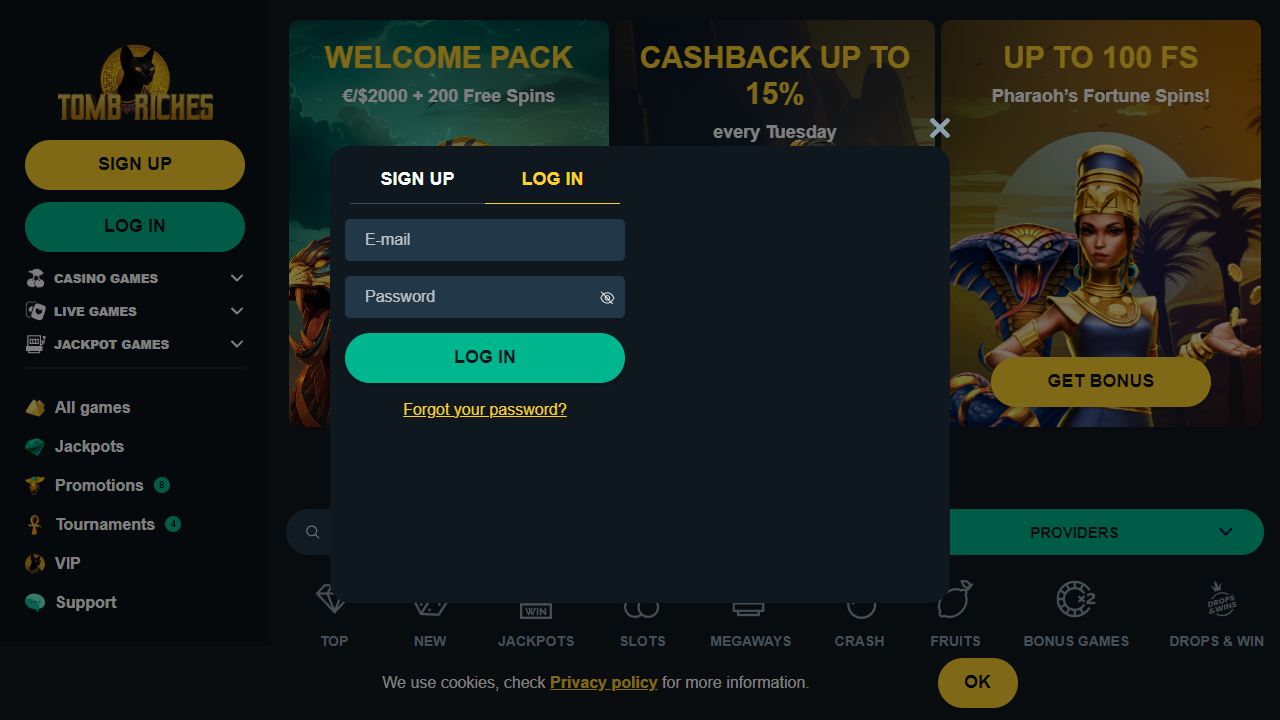 TOMB RICHES
SIGN UP
LOG IN
CASINO GAMES
LIVE GAMES
JACKPOT GAMES
All games
Jackpots
Promotions 8
Tournaments 4
VIP
Support
WELCOME PACK
€/$2000 + 200 Free Spins
CASHBACK UP TO
15%
every Tuesday
UP TO 100 FS
Pharaoh’s Fortune Spins!
GET BONUS
SIGN UP
LOG IN
E-mail
Password
LOG IN
Forgot your password?
PROVIDERS
WIN
X2
DROPS
&WINS
TOP
NEW
JACKPOTS
SLOTS
MEGAWAYS
CRASH
FRUITS
BONUS GAMES
DROPS & WIN
We use cookies, check Privacy policy for more information.
OK